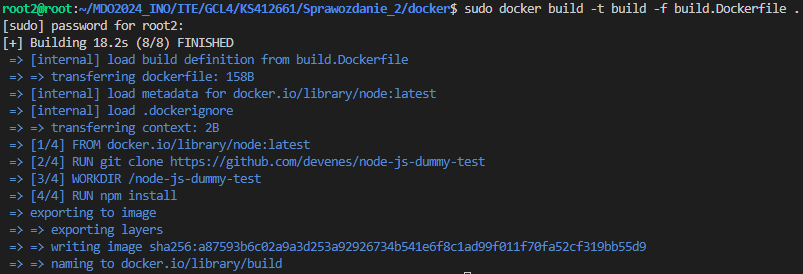 root2@root:~/MDO2024_INO/ITE/GCL4/KS412661/Sprawozdanie_2/docker$ sudo docker build -t build -f build.Dockerfile .
[sudo] password for root2:
[+] Building 18.2s (8/8) FINISHED
=> [internal] load build definition from build.Dockerfile
=> => transferring dockerfile: 158B
=> [internal] load metadata for docker.io/library/node:latest
=> [internal] load .dockerignore
=> => transferring context: 2B
=> [1/4] FROM docker.io/library/node:latest
=> [2/4] RUN git clone https://github.com/devenes/node-js-dummy-test
=> [3/4] WORKDIR /node-js-dummy-test
=> [4/4] RUN npm install
=> exporting to image
=> => exporting layers
=> => writing image sha256:a87593b6c02a9a3d253a92926734b541e6f8c1ad99f011f70fa52cf319bb55d9
=> => naming to docker.io/library/build